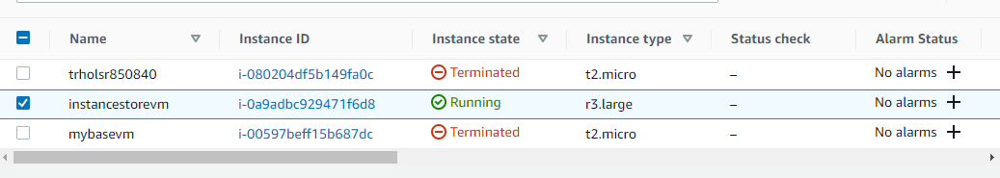 Name Instance ID Instance state Instance type Status check Alarm Status
trholsr850840 i-080204df5b149fa0c Terminated t2.micro – No alarms +
instancestorevm i-0a9adbc929471f6d8 Running r3.large – No alarms +
mybasevm i-00597beff15b687dc Terminated t2.micro – No alarms +